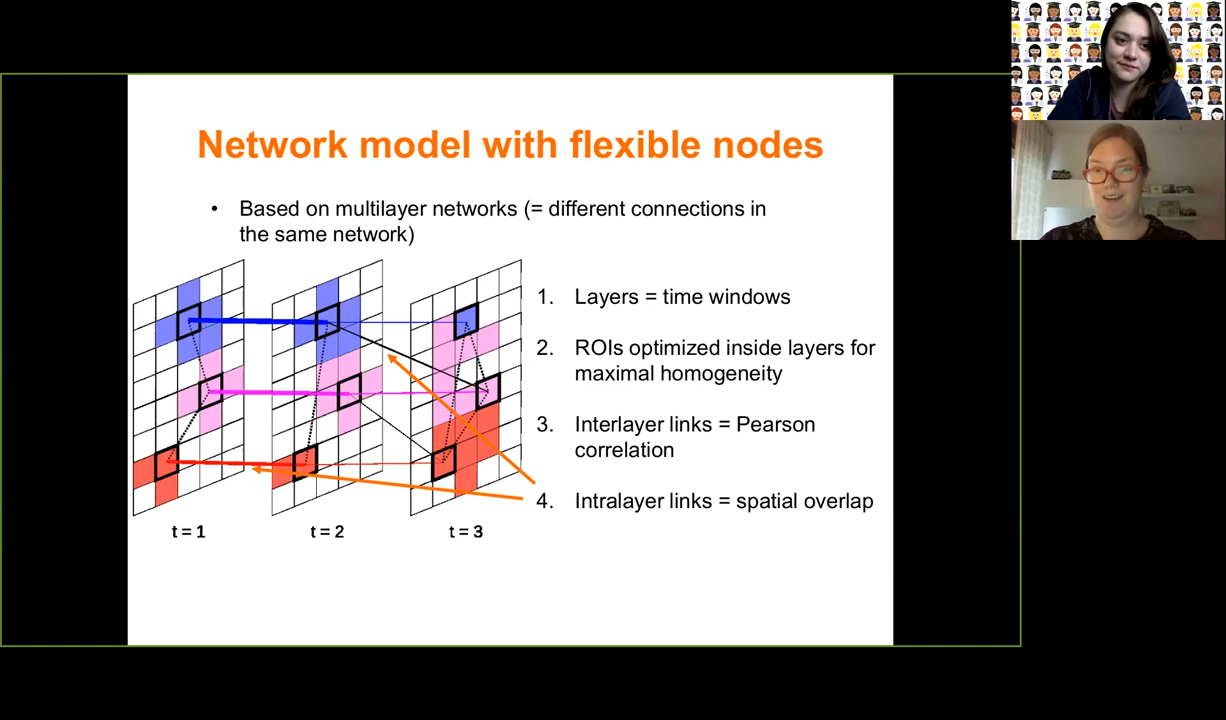 Network model with flexible nodes
• Based on multilayer networks (= different connections in
the same network)
1. Layers = time windows
2. ROIs optimized inside layers for
maximal homogeneity
3. Interlayer links = Pearson
correlation
4. Intralayer links = spatial overlap
t = 1 t = 2 t = 3